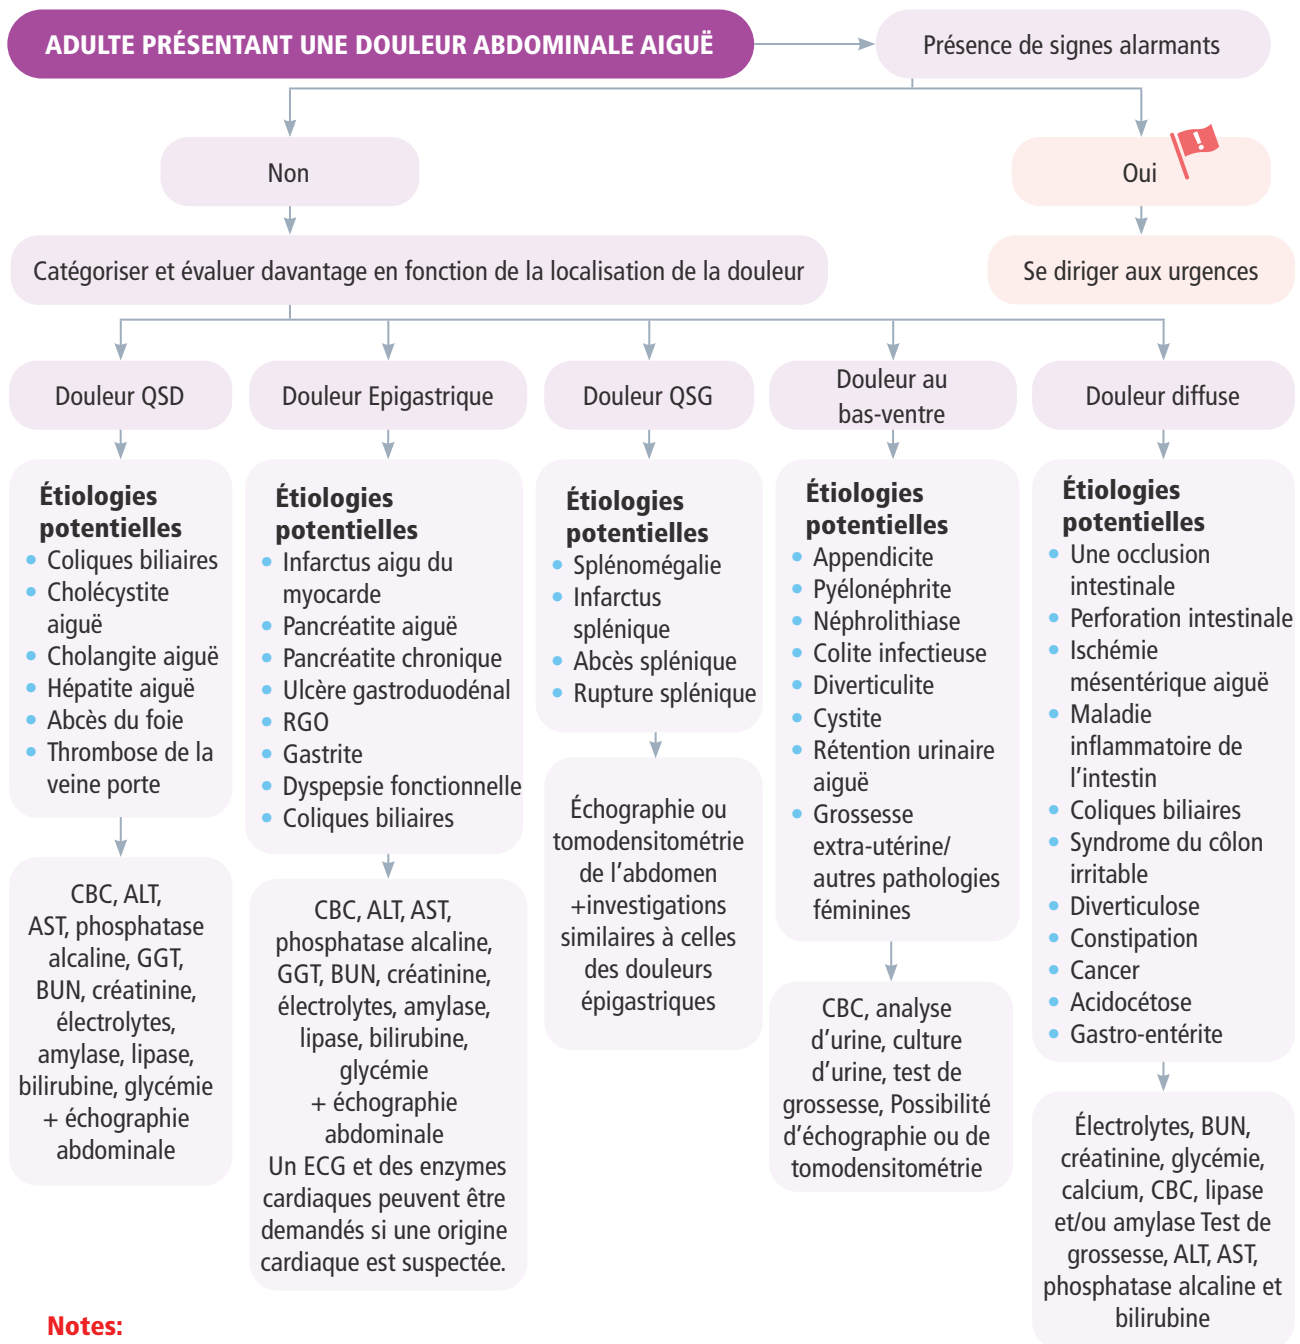 ADULTE PRÉSENTANT UNE DOULEUR ABDOMINALE AIGUË
Présence de signes alarmants
Non
Oui
!
Catégoriser et évaluer davantage en fonction de la localisation de la douleur
Se diriger aux urgences
Douleur QSD
Douleur Epigastrique
Douleur QSG
Douleur au
bas-ventre
Douleur diffuse
Étiologies
potentielles
• Coliques biliaires
• Cholécystite
aiguë
• Cholangite aiguë
• Hépatite aiguë
• Abcès du foie
• Thrombose de la
veine porte
CBC, ALT,
AST, phosphatase
alcaline, GGT,
BUN, créatinine,
électrolytes,
amylase, lipase,
bilirubine, glycémie
+ échographie
abdominale
Étiologies
potentielles
• Infarctus aigu du
myocarde
• Pancréatite aiguë
• Pancréatite chronique
• Ulcère gastroduodénal
• RGO
• Gastrite
• Dyspepsie fonctionnelle
• Coliques biliaires
CBC, ALT, AST,
phosphatase alcaline,
GGT, BUN, créatinine,
électrolytes, amylase,
lipase, bilirubine,
glycémie
+ échographie
abdominale
Un ECG et des enzymes
cardiaques peuvent être
demandés si une origine
cardiaque est suspectée.
Étiologies
potentielles
• Splénomégalie
• Infarctus
splénique
• Abcès splénique
• Rupture splénique
Échographie ou
tomodensitométrie
de l’abdomen
+investigations
similaires à celles
des douleurs
épigastriques
Étiologies
potentielles
• Appendicite
• Pyélonéphrite
• Néphrolithiase
• Colite infectieuse
• Diverticulite
• Cystite
• Rétention urinaire
aiguë
• Grossesse
extra-utérine/
autres pathologies
féminines
CBC, analyse
d’urine, culture
d’urine, test de
grossesse, Possibilité
d’échographie ou de
tomodensitométrie
Étiologies
potentielles
• Une occlusion
intestinale
• Perforation intestinale
• Ischémie
mésentérique aiguë
• Maladie
inflammatoire de
l’intestin
• Coliques biliaires
• Syndrome du côlon
irritable
• Diverticulose
• Constipation
• Cancer
• Acidocétose
• Gastro-entérite
Électrolytes, BUN,
créatinine, glycémie,
calcium, CBC, lipase
et/ou amylase Test de
grossesse, ALT, AST,
phosphatase alcaline et
bilirubine
Notes: